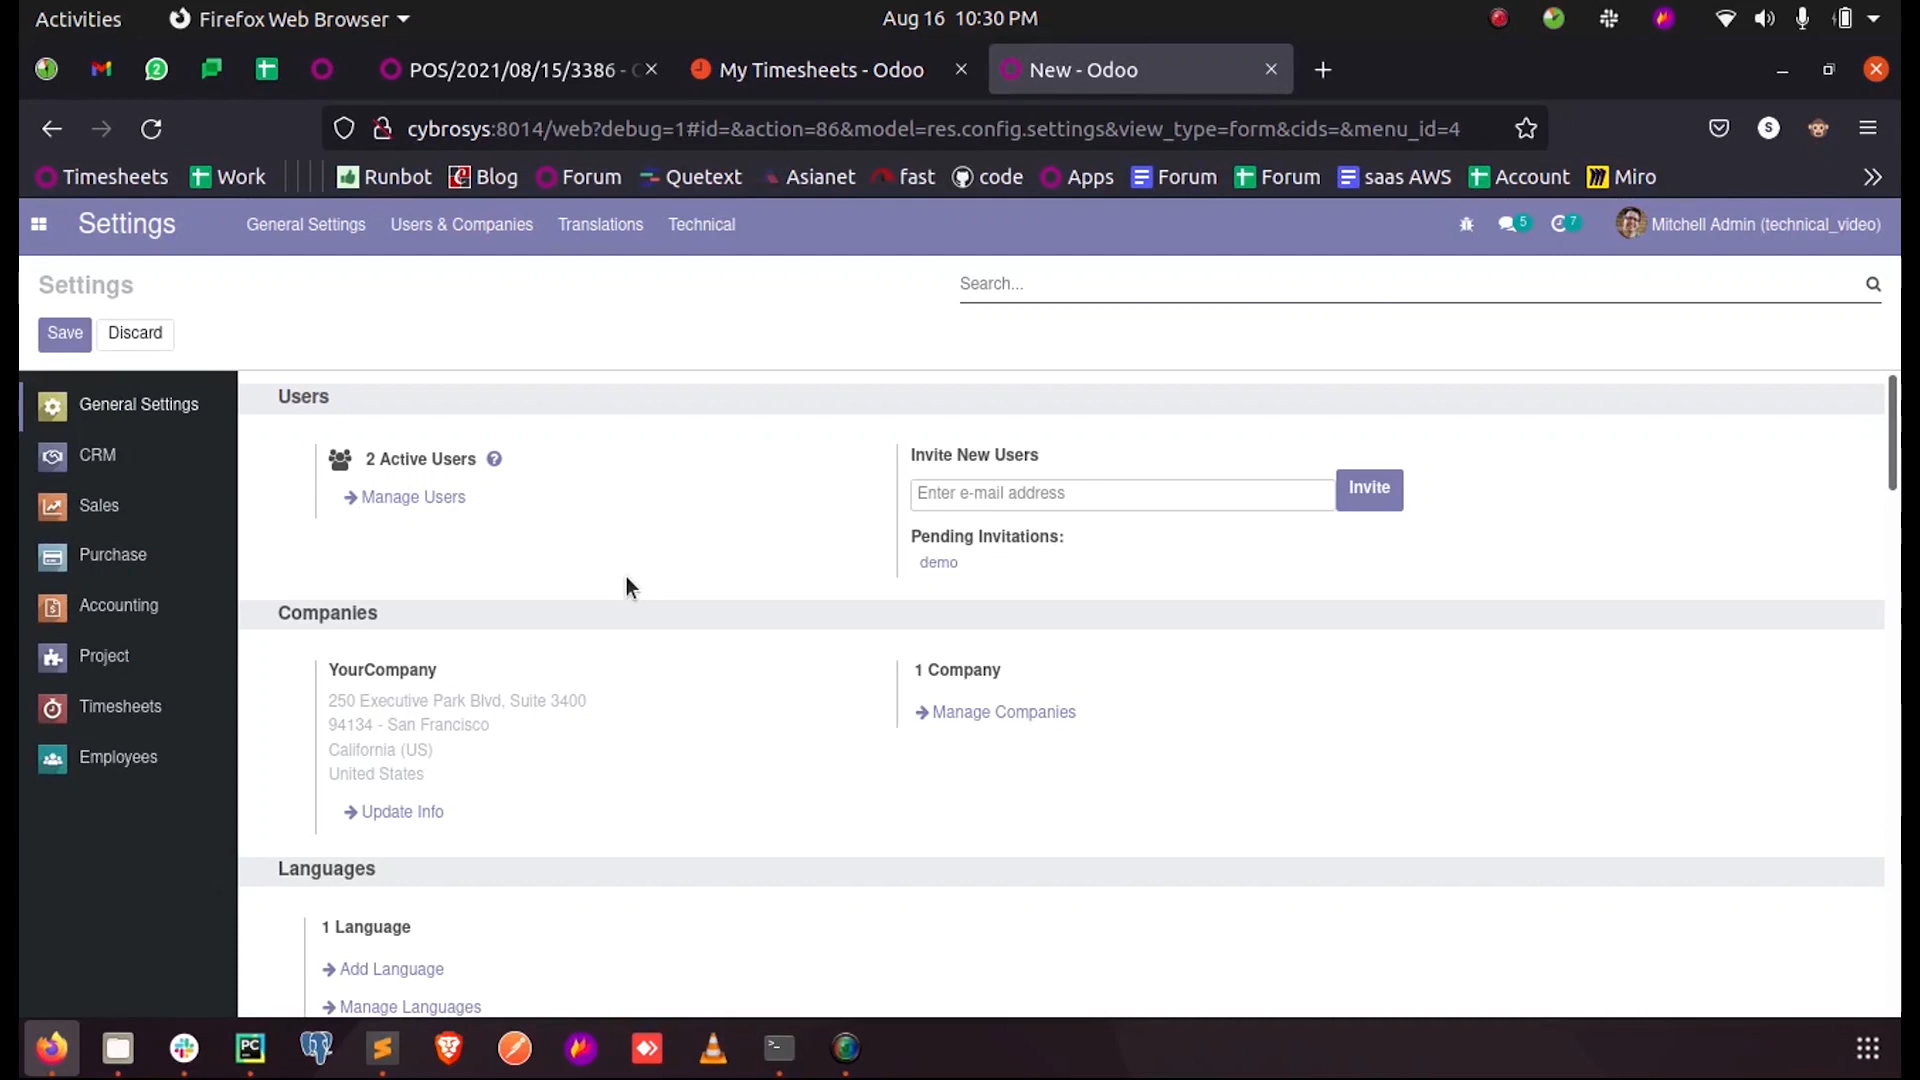 Activities Firefox Web Browser Aug 16 10:30 PM
POS/2021/08/15/3386 - My Timesheets - Odoo New - Odoo
cybrosys:8014/web?debug=1#id=&action=86&model=res.config.settings&view_type=form&cids=&menu_id=4 S
Timesheets Work Runbot Blog Forum Quetext Asianet fast code Apps Forum Forum saas AWS Account Miro
Settings General Settings Users & Companies Translations Technical 5 7 Mitchell Admin (technical_video)
Settings Search...
Save Discard
General Settings
CRM
Sales
Purchase
Accounting
Project
Timesheets
Employees
Users
2 Active Users
Manage Users
Invite New Users
Enter e-mail address Invite
Pending Invitations:
demo
Companies
YourCompany
250 Executive Park Blvd, Suite 3400
94134 - San Francisco
California (US)
United States
Update Info
1 Company
Manage Companies
Languages
1 Language
Add Language
Manage Languages